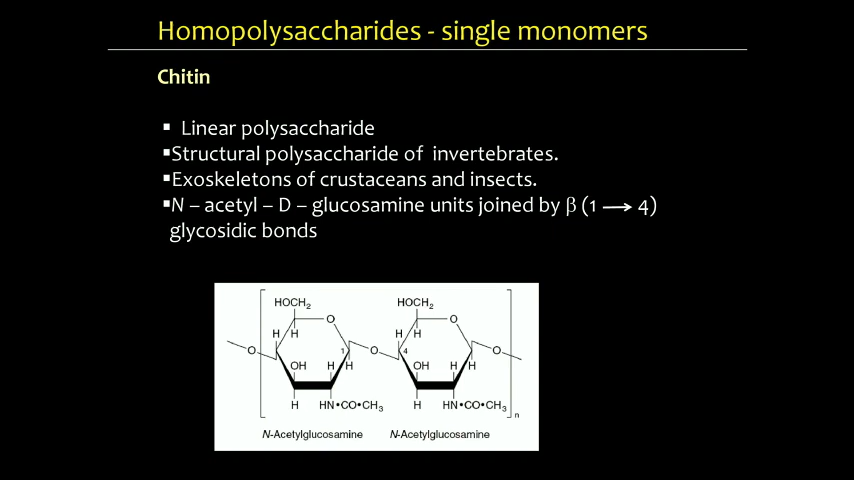 Homopolysaccharides - single monomers
Chitin
▪ Linear polysaccharide
▪Structural polysaccharide of invertebrates.
▪Exoskeletons of crustaceans and insects.
▪N – acetyl – D – glucosamine units joined by β (1 ⟶ 4)
glycosidic bonds
HOCH₂ HOCH₂
O O
H H H H
O 1 O 4 O
OH H H OH H H
H HN•CO•CH₃ H HN•CO•CH₃
n
N-Acetylglucosamine N-Acetylglucosamine